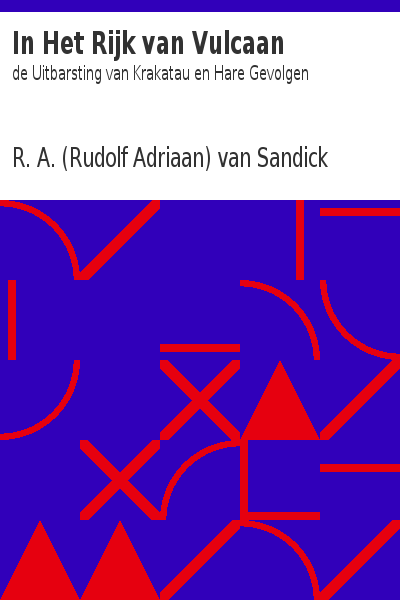 In Het Rijk van Vulcaan
de Uitbarsting van Krakatau en Hare Gevolgen
R. A. (Rudolf Adriaan) van Sandick